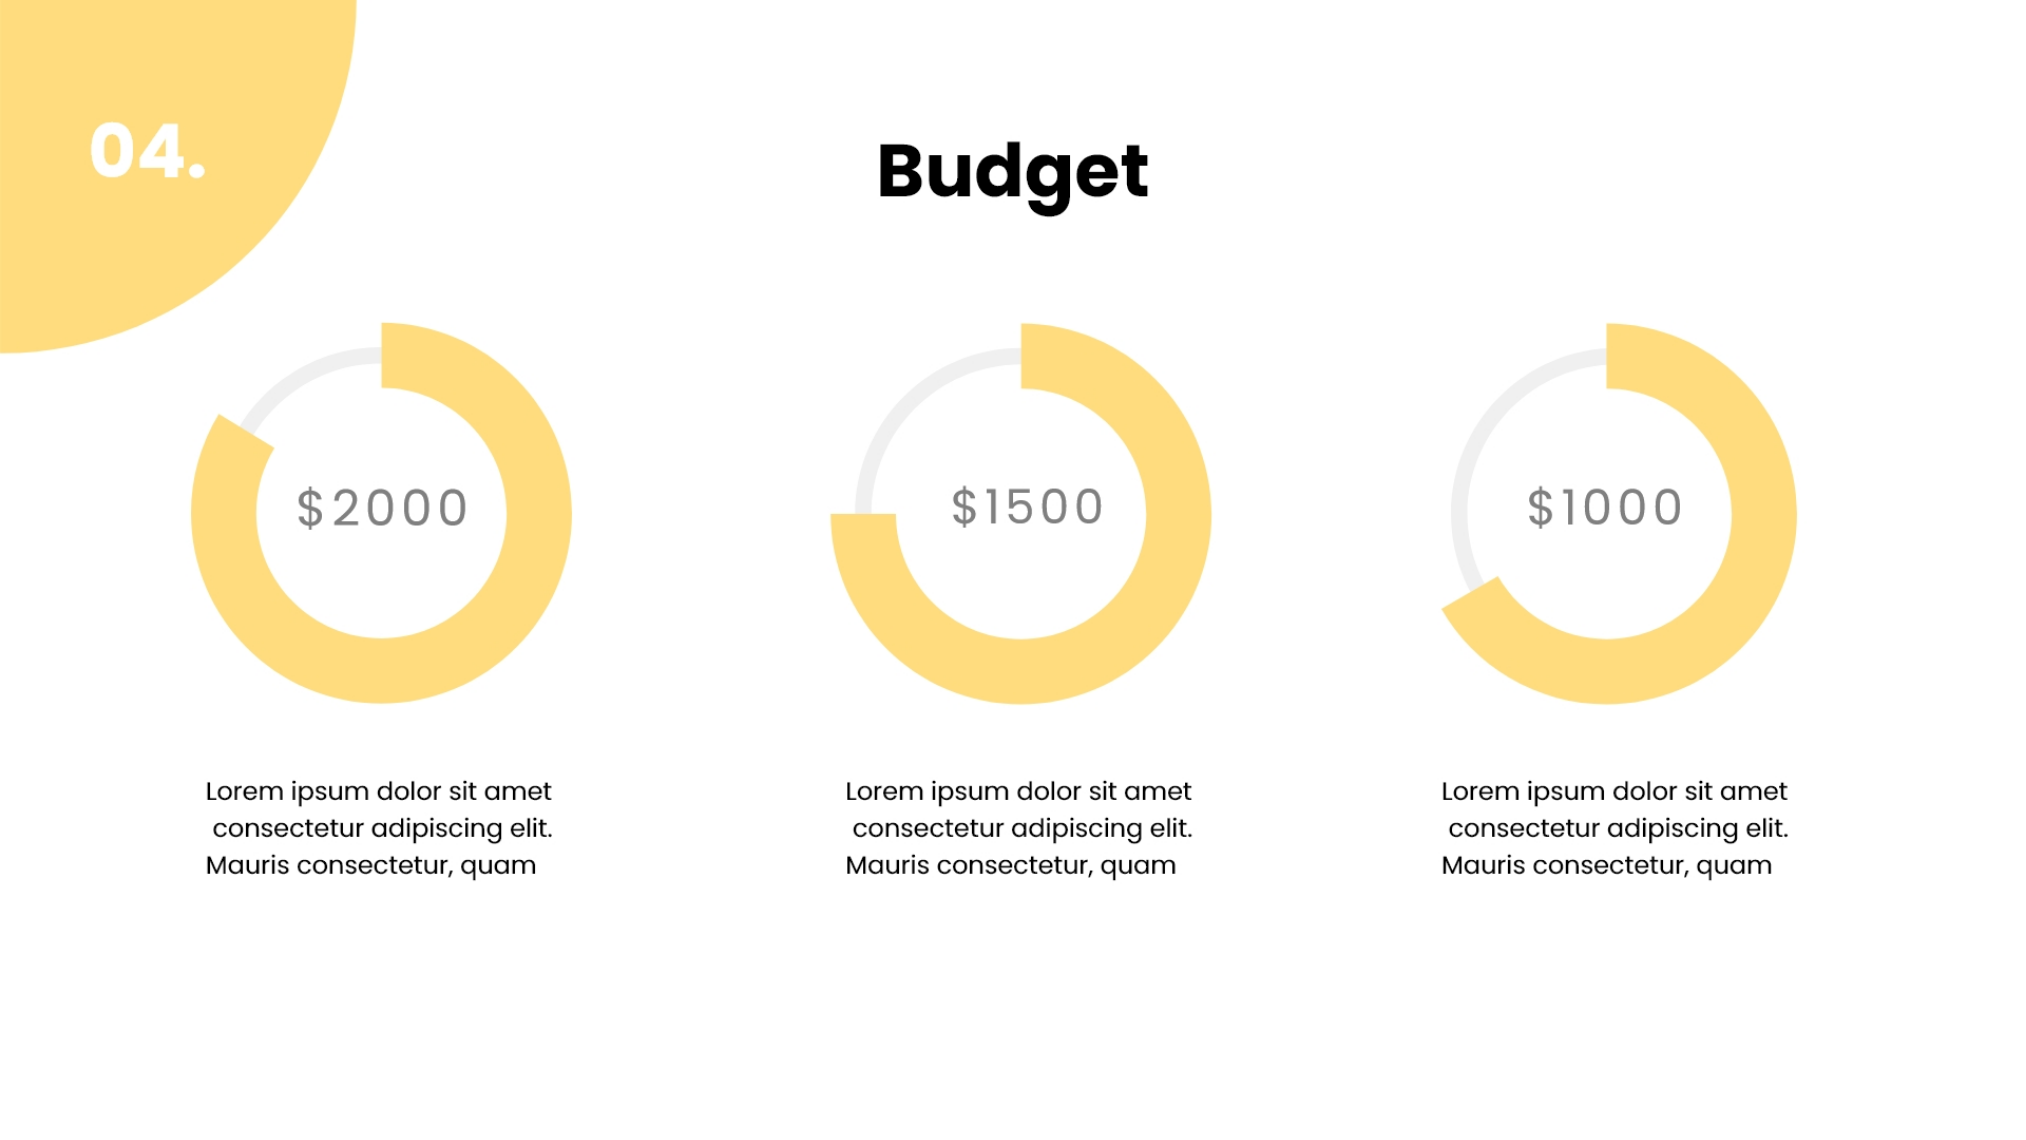 04.
Budget
$2000
$1500
$1000
Lorem ipsum dolor sit amet
consectetur adipiscing elit.
Mauris consectetur, quam
Lorem ipsum dolor sit amet
consectetur adipiscing elit.
Mauris consectetur, quam
Lorem ipsum dolor sit amet
consectetur adipiscing elit.
Mauris consectetur, quam